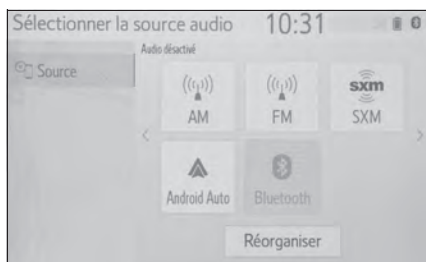 Sélectionner la source audio 10:31
Audio désactivé
Source
AM
FM
sxm
SXM
Android Auto
Bluetooth
Réorganiser